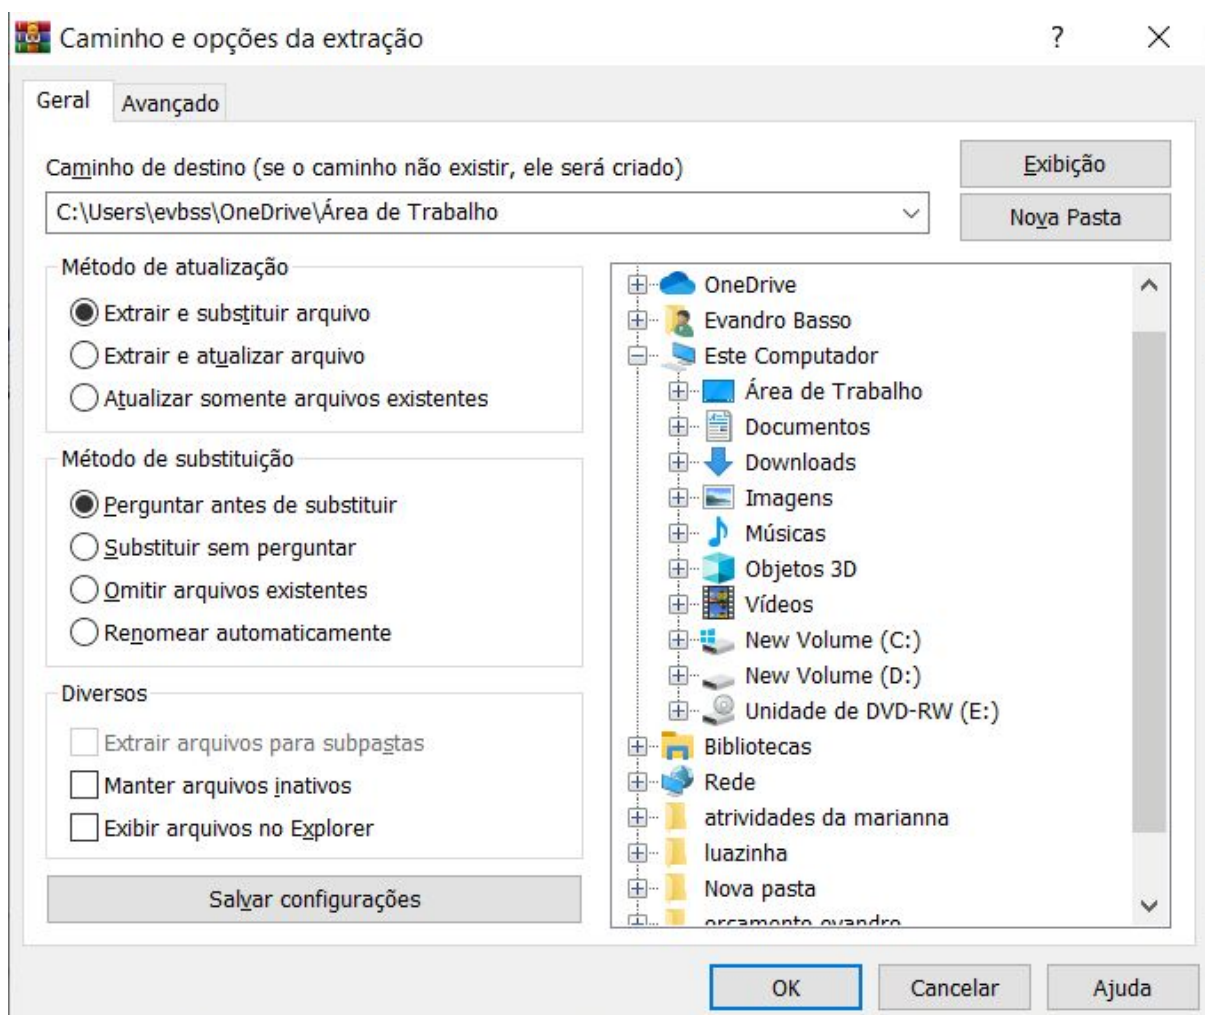 Caminho e opções da extração
Geral
Avançado
Caminho de destino (se o caminho não existir, ele será criado)
C:\Users\evbss\OneDrive\Área de Trabalho
Exibição
Nova Pasta
Método de atualização
Extrair e substituir arquivo
Extrair e atualizar arquivo
Atualizar somente arquivos existentes
Método de substituição
Perguntar antes de substituir
Substituir sem perguntar
Omitir arquivos existentes
Renomear automaticamente
Diversos
Extrair arquivos para subpastas
Manter arquivos inativos
Exibir arquivos no Explorer
Salvar configurações
OneDrive
Evandro Basso
Este Computador
Área de Trabalho
Documentos
Downloads
Imagens
Músicas
Objetos 3D
Vídeos
New Volume (C:)
New Volume (D:)
Unidade de DVD-RW (E:)
Bibliotecas
Rede
atrividades da marianna
luazinha
Nova pasta
orçamento evandro
OK
Cancelar
Ajuda